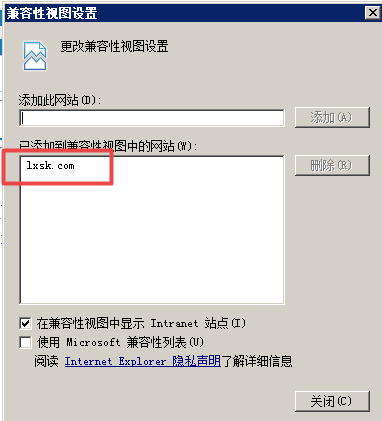 兼容性视图设置
更改兼容性视图设置
添加此网站(D):
添加(A)
已添加到兼容性视图中的网站(W):
lxsk.com
删除(R)
在兼容性视图中显示 Intranet 站点(I)
使用 Microsoft 兼容性列表(U)
阅读 Internet Explorer 隐私声明了解详细信息
关闭(C)